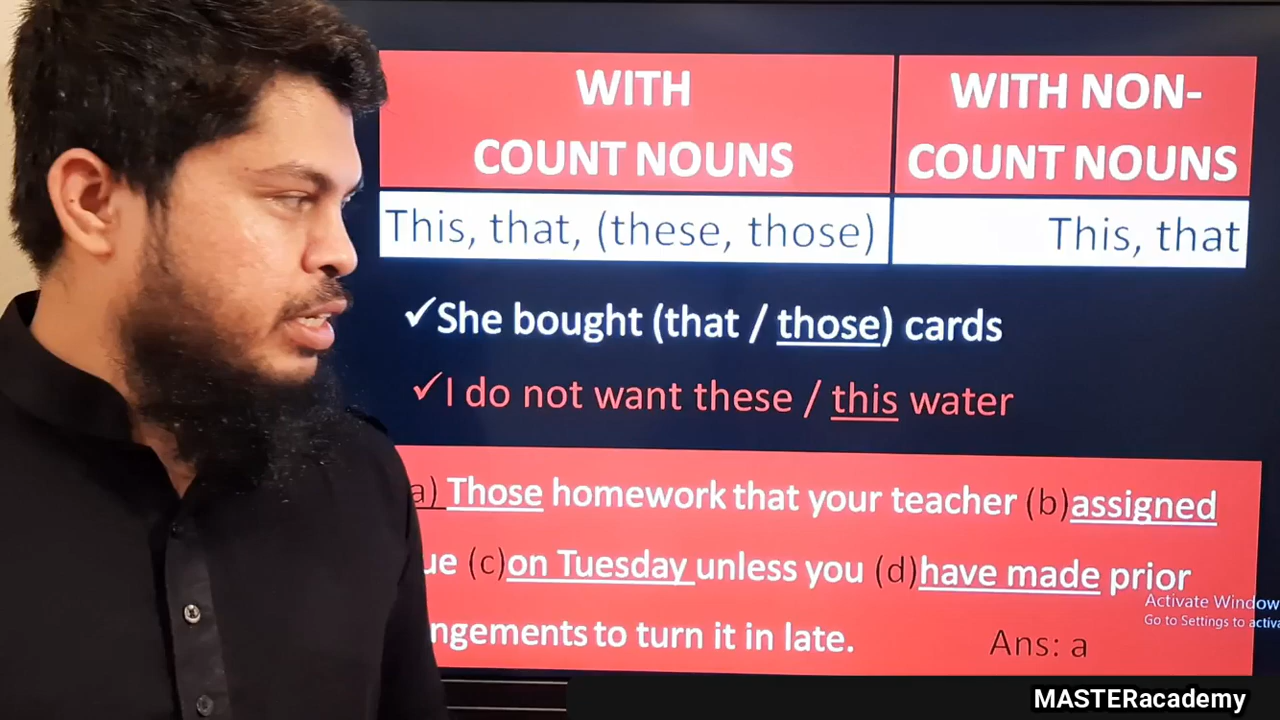 WITH
COUNT NOUNS
WITH NON-
COUNT NOUNS
This, that, (these, those)
This, that
✓She bought (that / those) cards
✓I do not want these / this water
a) Those homework that your teacher (b)assigned
ue (c)on Tuesday unless you (d)have made prior
ngements to turn it in late.
Ans: a
Activate Window
Go to Settings to activa
MASTERacademy